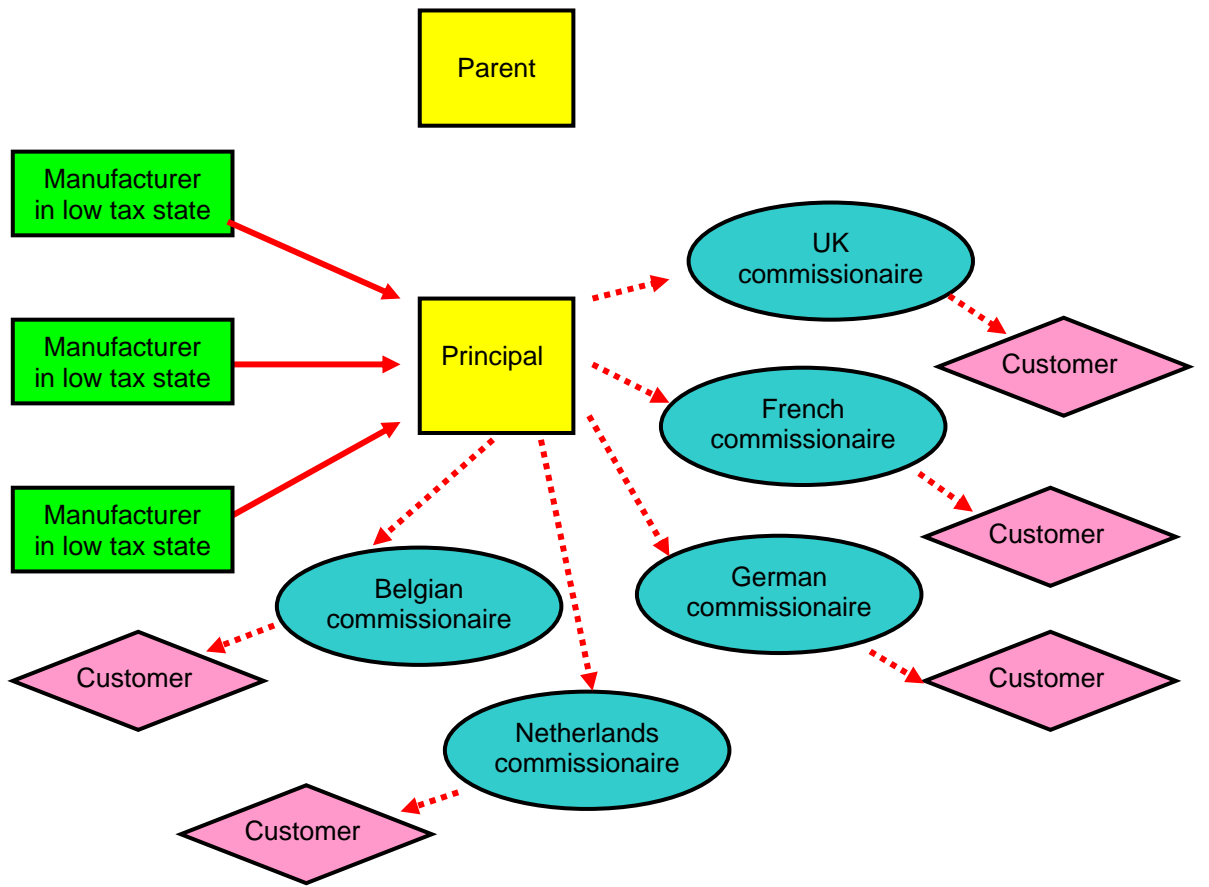 Parent
Manufacturer
in low tax state
UK
commissionaire
Manufacturer
in low tax state
Principal
Customer
French
commissionaire
Manufacturer
in low tax state
Customer
Belgian
commissionaire
German
commissionaire
Customer
Customer
Netherlands
commissionaire
Customer